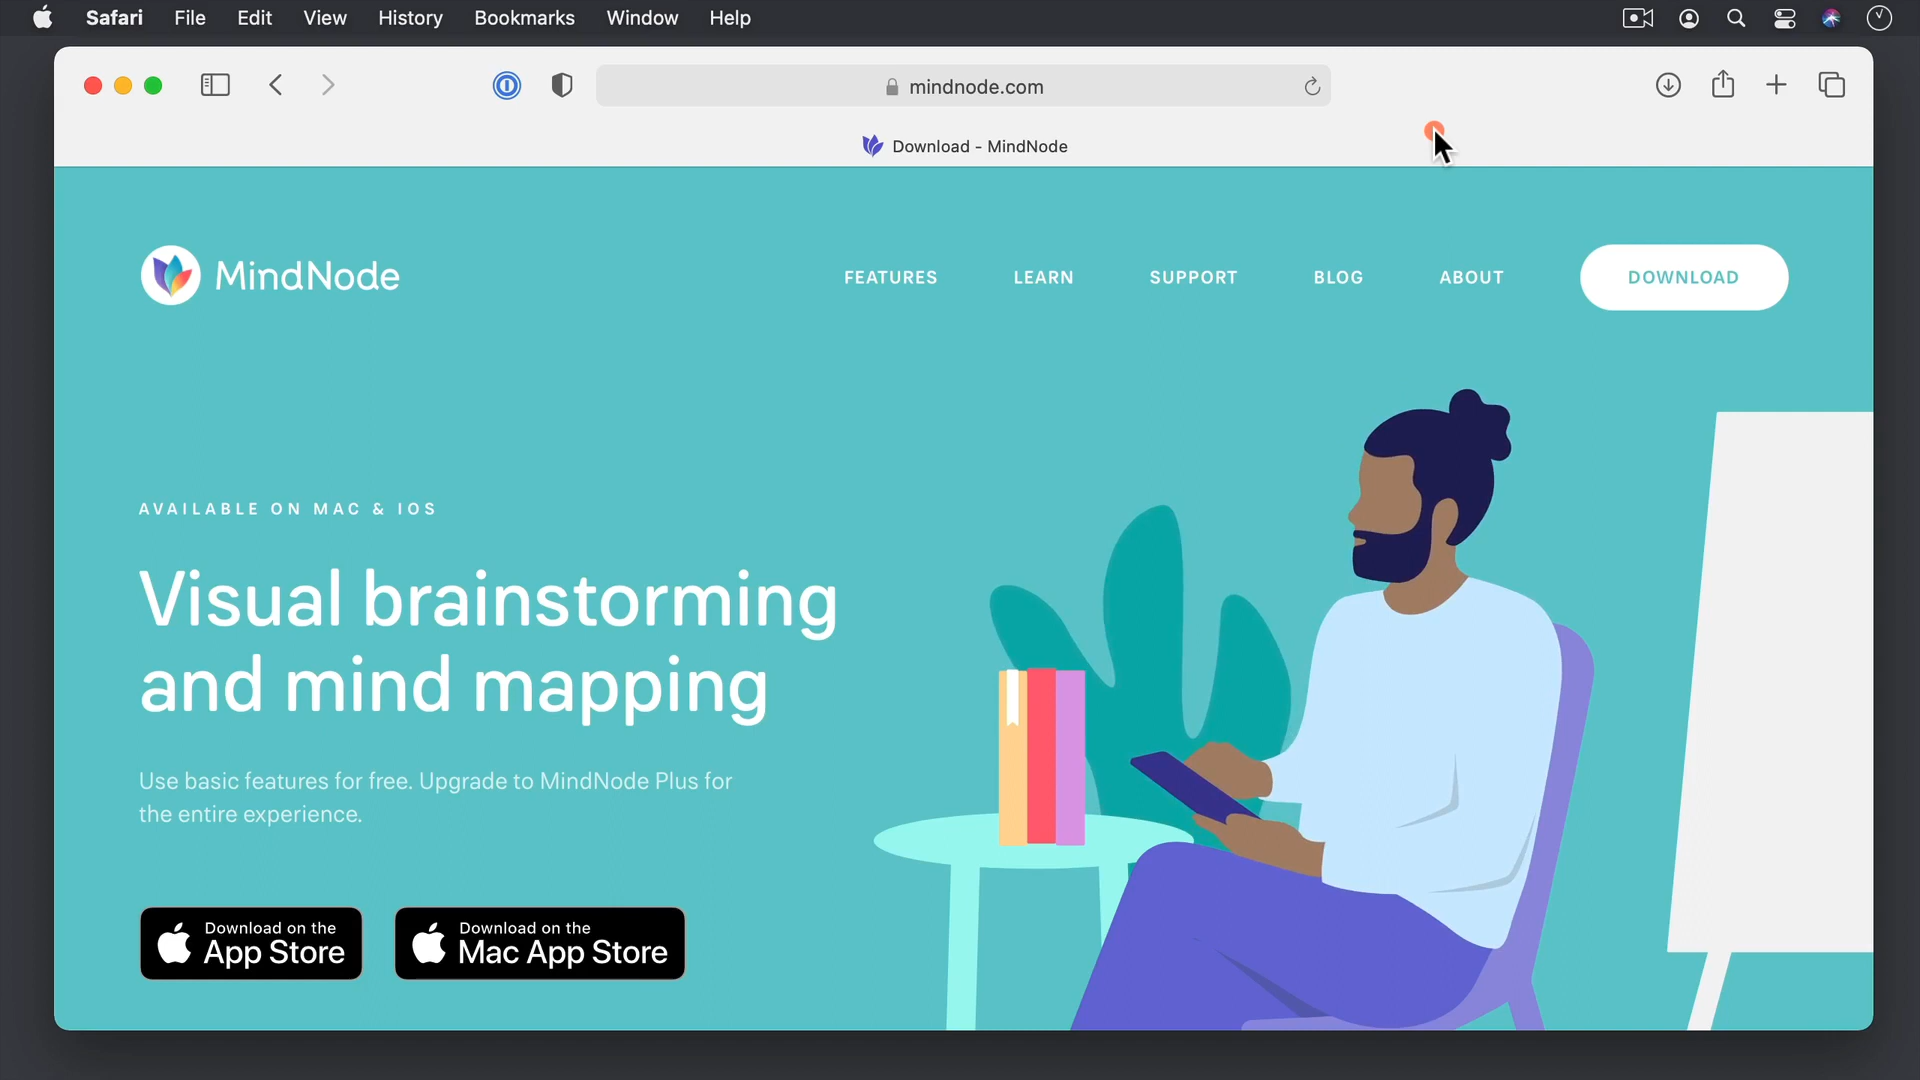 Safari File Edit View History Bookmarks Window Help
mindnode.com
Download - MindNode
MindNode
FEATURES LEARN SUPPORT BLOG ABOUT DOWNLOAD
AVAILABLE ON MAC & IOS
Visual brainstorming
and mind mapping
Use basic features for free. Upgrade to MindNode Plus for
the entire experience.
Download on the
App Store
Download on the
Mac App Store